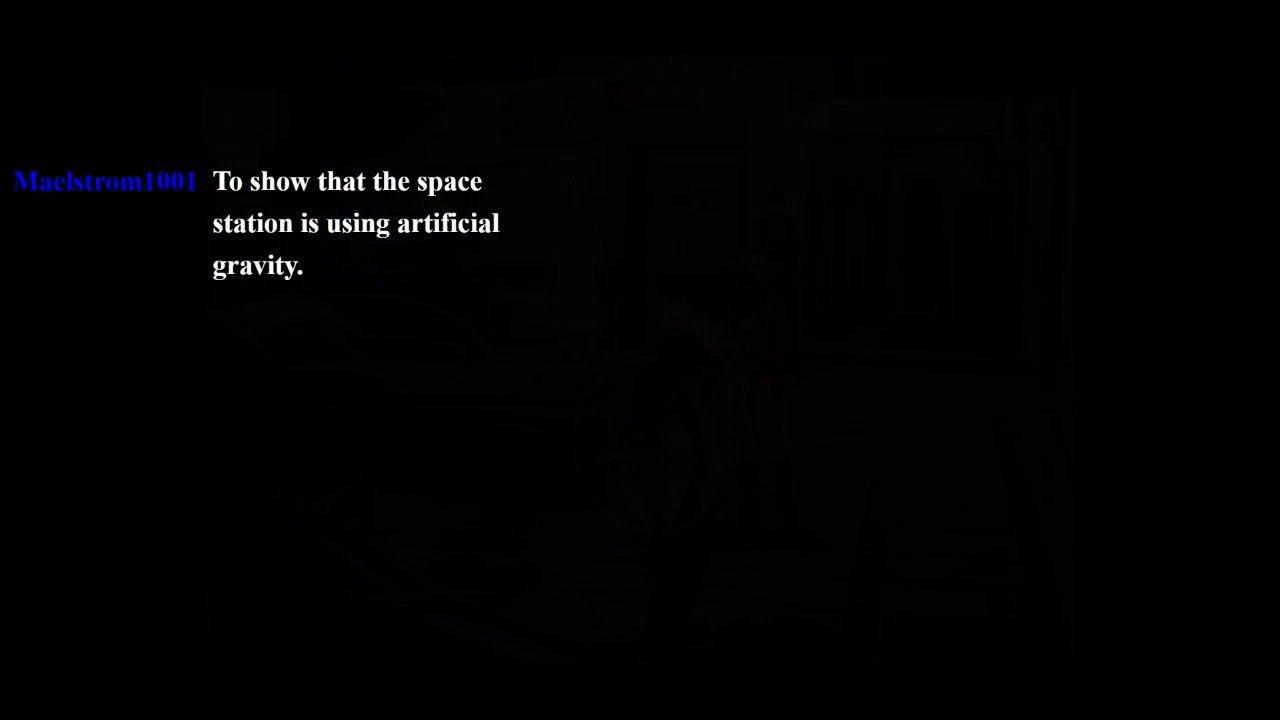 Maelstrom1001 To show that the space
station is using artificial
gravity.